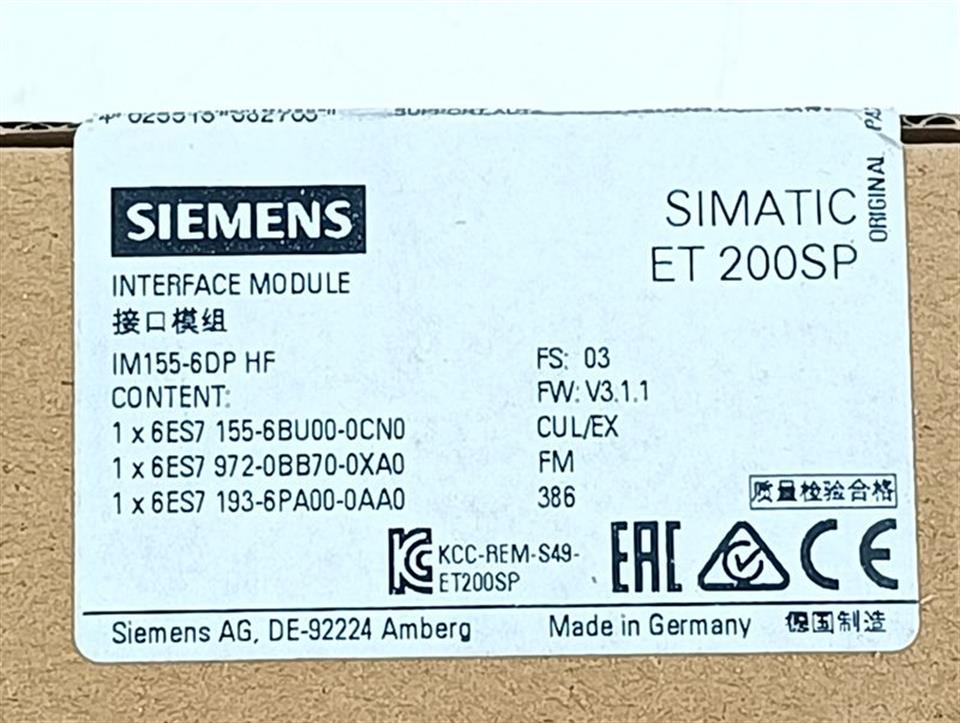 SIEMENS
SIMATIC
ET 200SP
ORIGINAL
INTERFACE MODULE
接口模组
IM155-6DP HF
FS: 03
CONTENT:
FW: V3.1.1
1 x 6ES7 155-6BU00-0CN0
CUL/EX
1 x 6ES7 972-0BB70-0XA0
FM
1 x 6ES7 193-6PA00-0AA0
386
质量检验合格
KC
KCC-REM-S49-
ET200SP
EAC
CE
Siemens AG, DE-92224 Amberg
Made in Germany
德国制造